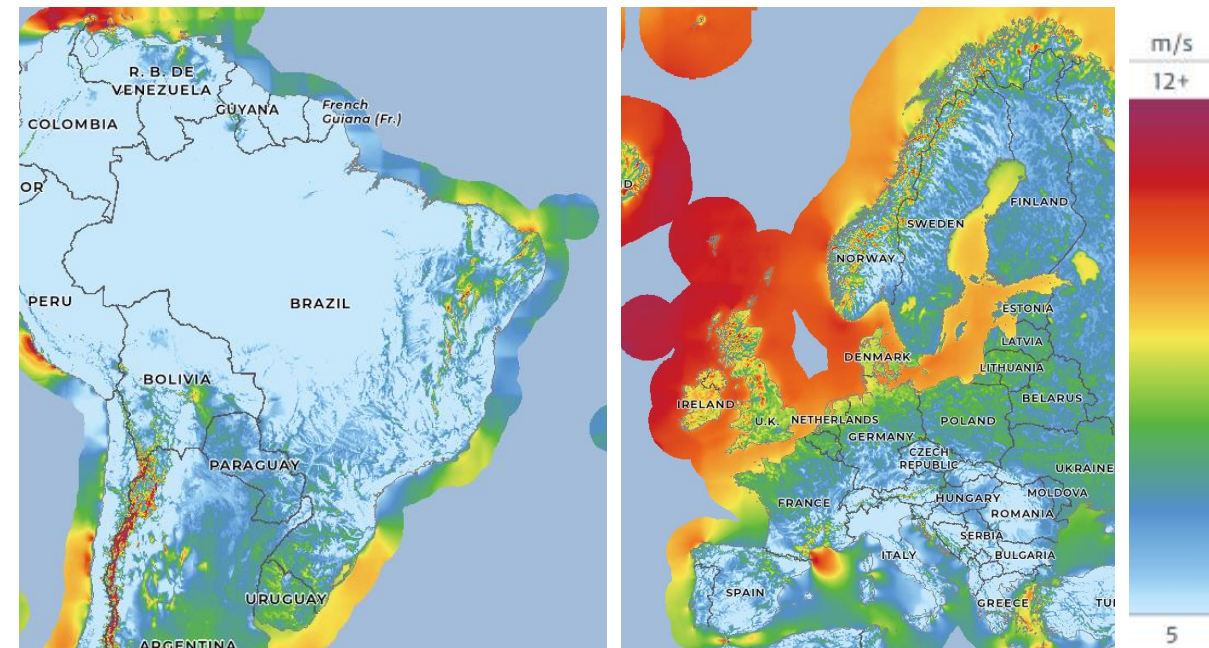 R. B. DE
VENEZUELA
GUYANA
French
Guiana (Fr.)
COLOMBIA
OR
PERU
BRAZIL
BOLIVIA
PARAGUAY
URUGUAY
ARGENTINA
D
FINLAND
SWEDEN
NORWAY
ESTONIA
LATVIA
DENMARK
LITHUANIA
BELARUS
IRELAND
U.K.
NETHERLANDS
POLAND
GERMANY
CZECH
REPUBLIC
UKRAINE
MOLDOVA
HUNGARY
FRANCE
ROMANIA
SERBIA
ITALY
BULGARIA
SPAIN
GREECE
TU
m/s
12+
5